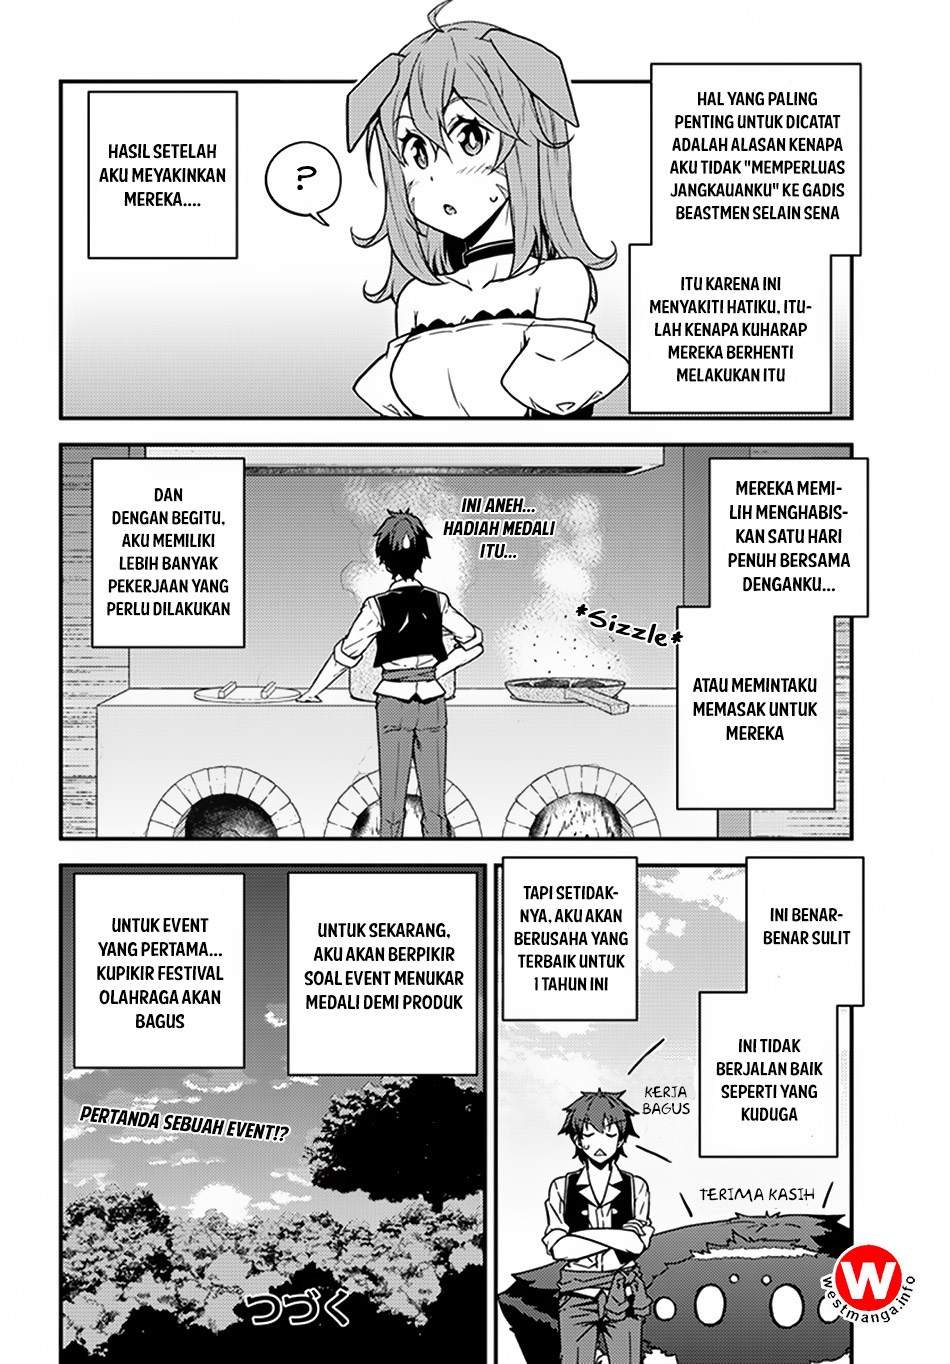 HAL YANG PALING
PENTING UNTUK DICATAT
ADALAH ALASAN KENAPA
AKU TIDAK "MEMPERLUAS
JANGKAUANKU" KE GADIS
BEASTMEN SELAIN SENA
ITU KARENA INI
MENYAKITI HATIKU, ITU-
LAH KENAPA KUHARAP
MEREKA BERHENTI
MELAKUKAN ITU
?
HASIL SETELAH
AKU MEYAKINKAN
MEREKA....
MEREKA MEMI-
LIH MENGHABIS-
KAN SATU HARI
PENUH BERSAMA
DENGANKU...
ATAU MEMINTAKU
MEMASAK UNTUK
MEREKA
INI ANEH...
HADIAH MEDALI
ITU...
*Sizzle*
DAN
DENGAN BEGITU,
AKU MEMILIKI
LEBIH BANYAK
PEKERJAAN YANG
PERLU DILAKUKAN
INI BENAR-
BENAR SULIT
INI TIDAK
BERJALAN BAIK
SEPERTI YANG
KUDUGA
TAPI SETIDAK-
NYA, AKU AKAN
BERUSAHA YANG
TERBAIK UNTUK
1 TAHUN INI
KERJA
BAGUS
TERIMA KASIH
UNTUK SEKARANG,
AKU AKAN BERPIKIR
SOAL EVENT MENUKAR
MEDALI DEMI PRODUK
UNTUK EVENT
YANG PERTAMA...
KUPIKIR FESTIVAL
OLAHRAGA AKAN
BAGUS
PERTANDA SEBUAH EVENT!?
つづく
W
westmanga.info